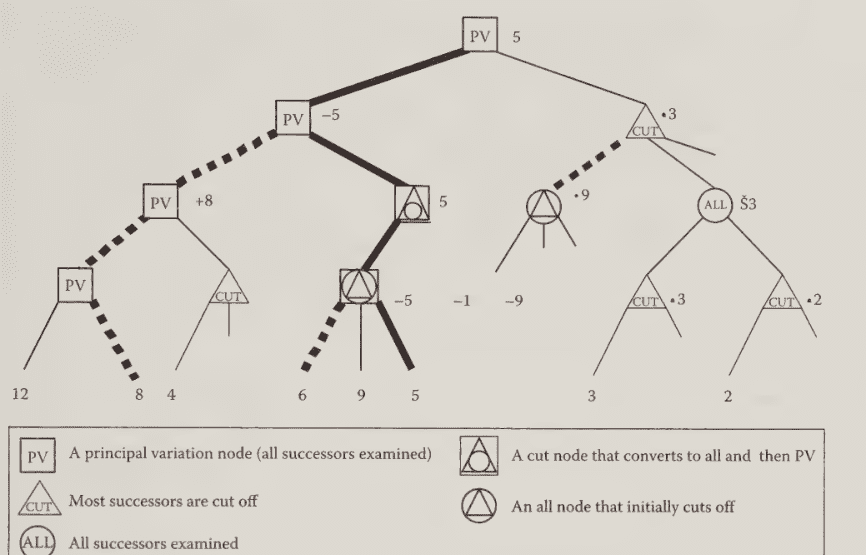 PV 5
PV −5
CUT •3
PV +8
5
•9
ALL Š3
PV
CUT
−5
−1
−9
CUT •3
CUT •2
12
8
4
6
9
5
3
2
PV A principal variation node (all successors examined)
A cut node that converts to all and then PV
CUT Most successors are cut off
An all node that initially cuts off
ALL All successors examined